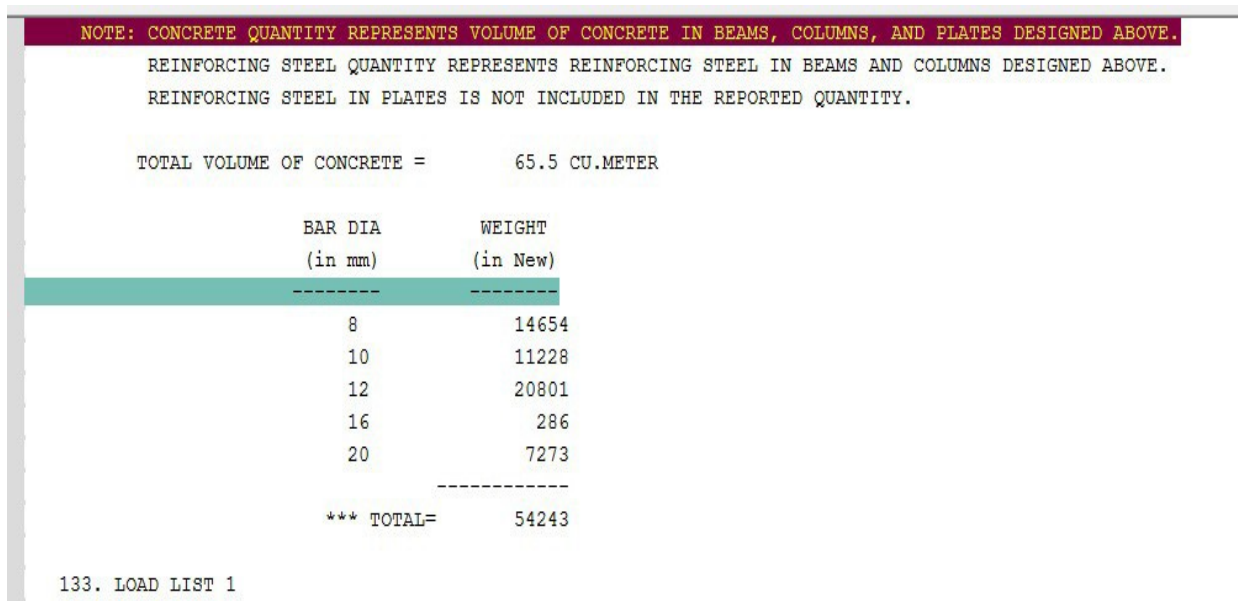 NOTE: CONCRETE QUANTITY REPRESENTS VOLUME OF CONCRETE IN BEAMS, COLUMNS, AND PLATES DESIGNED ABOVE.
REINFORCING STEEL QUANTITY REPRESENTS REINFORCING STEEL IN BEAMS AND COLUMNS DESIGNED ABOVE.
REINFORCING STEEL IN PLATES IS NOT INCLUDED IN THE REPORTED QUANTITY.
TOTAL VOLUME OF CONCRETE = 65.5 CU.METER
BAR DIA WEIGHT
(in mm) (in New)
-------- --------
8 14654
10 11228
12 20801
16 286
20 7273
------------
*** TOTAL= 54243
133. LOAD LIST 1